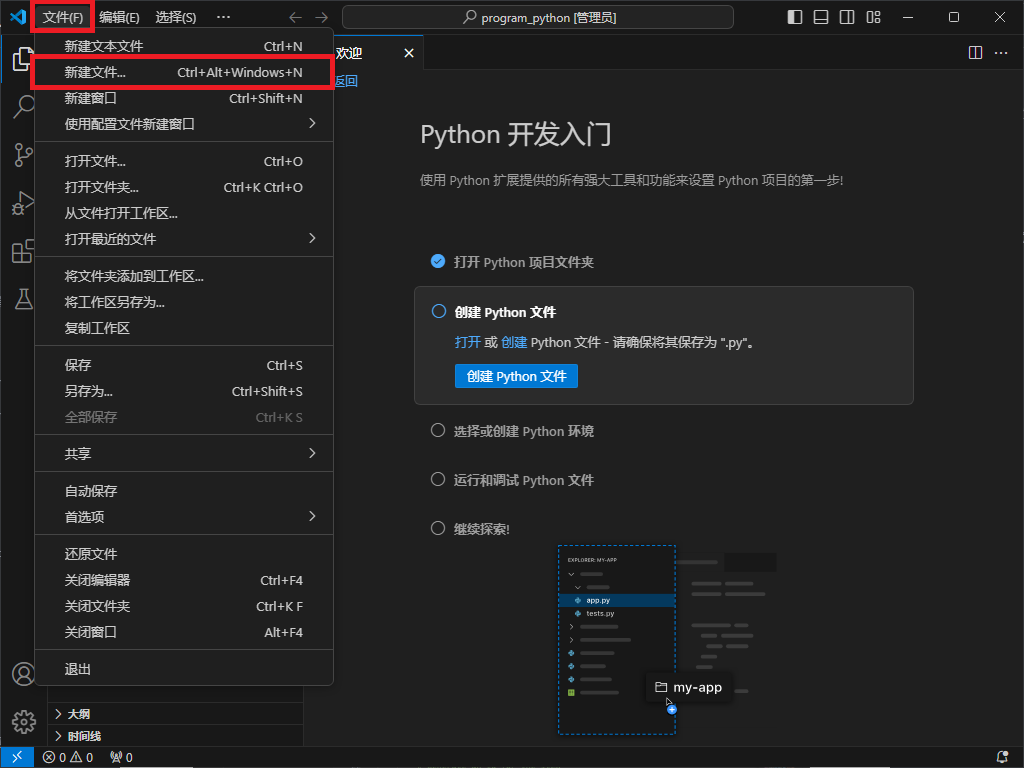 文件(F) 编辑(E) 选择(S) ··· program_python [管理员]
新建文本文件 Ctrl+N
新建文件... Ctrl+Alt+Windows+N
新建窗口 Ctrl+Shift+N
使用配置文件新建窗口
打开文件... Ctrl+O
打开文件夹... Ctrl+K Ctrl+O
从文件打开工作区...
打开最近的文件
将文件夹添加到工作区...
将工作区另存为...
复制工作区
保存 Ctrl+S
另存为... Ctrl+Shift+S
全部保存 Ctrl+K S
共享
自动保存
首选项
还原文件
关闭编辑器 Ctrl+F4
关闭文件夹 Ctrl+K F
关闭窗口 Alt+F4
退出
大纲
时间线
欢迎
返回
Python 开发入门
使用 Python 扩展提供的所有强大工具和功能来设置 Python 项目的第一步!
打开 Python 项目文件夹
创建 Python 文件
打开 或 创建 Python 文件 - 请确保将其保存为 ".py"。
创建 Python 文件
选择或创建 Python 环境
运行和调试 Python 文件
继续探索!
EXPLORER: MY-APP
app.py
tests.py
my-app
0 0 0